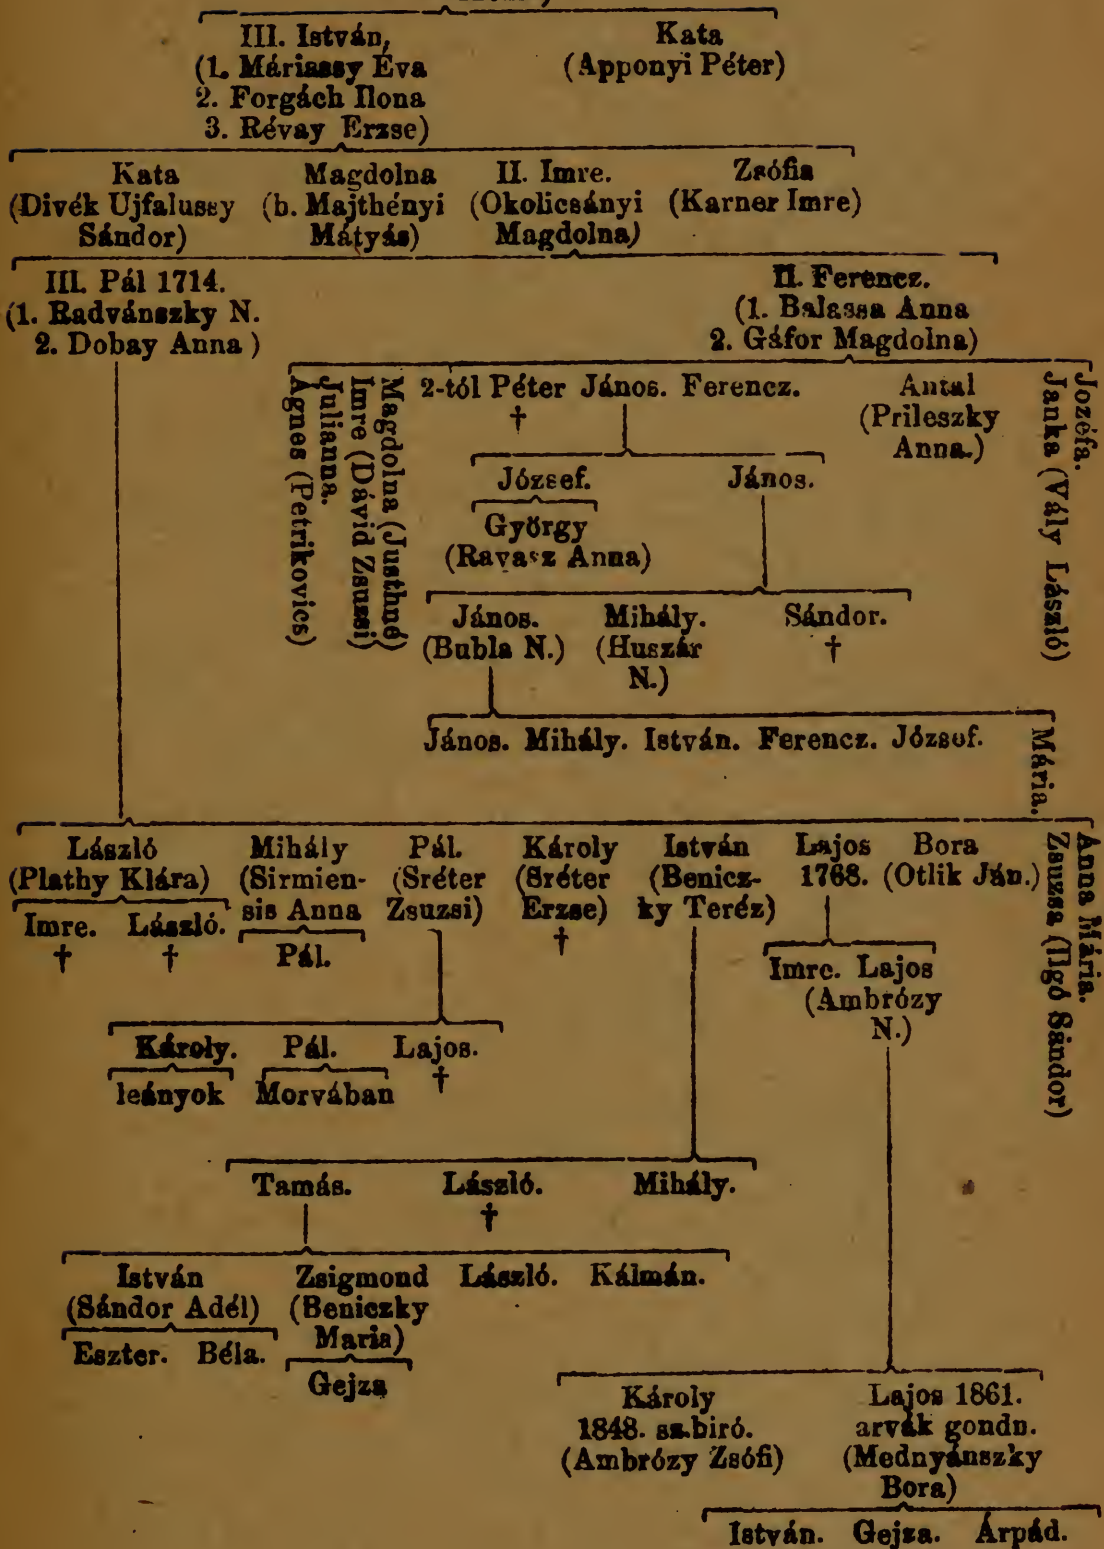 III. István, Kata
(1. Máriassy Éva (Apponyi Péter)
2. Forgách Ilona
3. Révay Erzse)
Kata Magdolna II. Imre. Zsófia
(Divék Ujfalussy (b. Majthényi (Okolicsányi (Karner Imre)
Sándor) Mátyás) Magdolna)
III. Pál 1714. II. Ferencz.
(1. Radvánszky N. (1. Balassa Anna
2. Dobay Anna) 2. Gáfor Magdolna)
Magdolna (Justhné)
Imre (Dávid Zsuzsi)
Julianna.
Ágnes (Petrikovics)
2-tól Péter János. Ferencz. Antal
† (Prileszky
Anna.)
Jozéfa.
Janka (Vály László)
József. János.
György
(Ravasz Anna)
János. Mihály. Sándor.
(Bubla N.) (Huszár †
N.)
János. Mihály. István. Ferencz. József.
Mária.
László Mihály Pál. Károly István Lajos Bora
(Plathy Klára) (Sirmien- (Sréter (Sréter (Benicz- 1768. (Otlik Ján.)
sis Anna Zsuzsi) Erzse) ky Teréz)
Anna Mária.
Zsuzsa (Ilgó Sándor)
Imre. László. †
† † Pál. Imre. Lajos
(Ambrózy
N.)
Károly. Pál. Lajos.
leányok Morvában †
Tamás. László. Mihály.
†
István Zsigmond László. Kálmán.
(Sándor Adél) (Beniczky
Eszter. Béla. Maria)
Gejza
Károly Lajos 1861.
1848. sz.biró. arvák gondn.
(Ambrózy Zsófi) (Mednyánszky
Bora)
István. Gejza. Árpád.